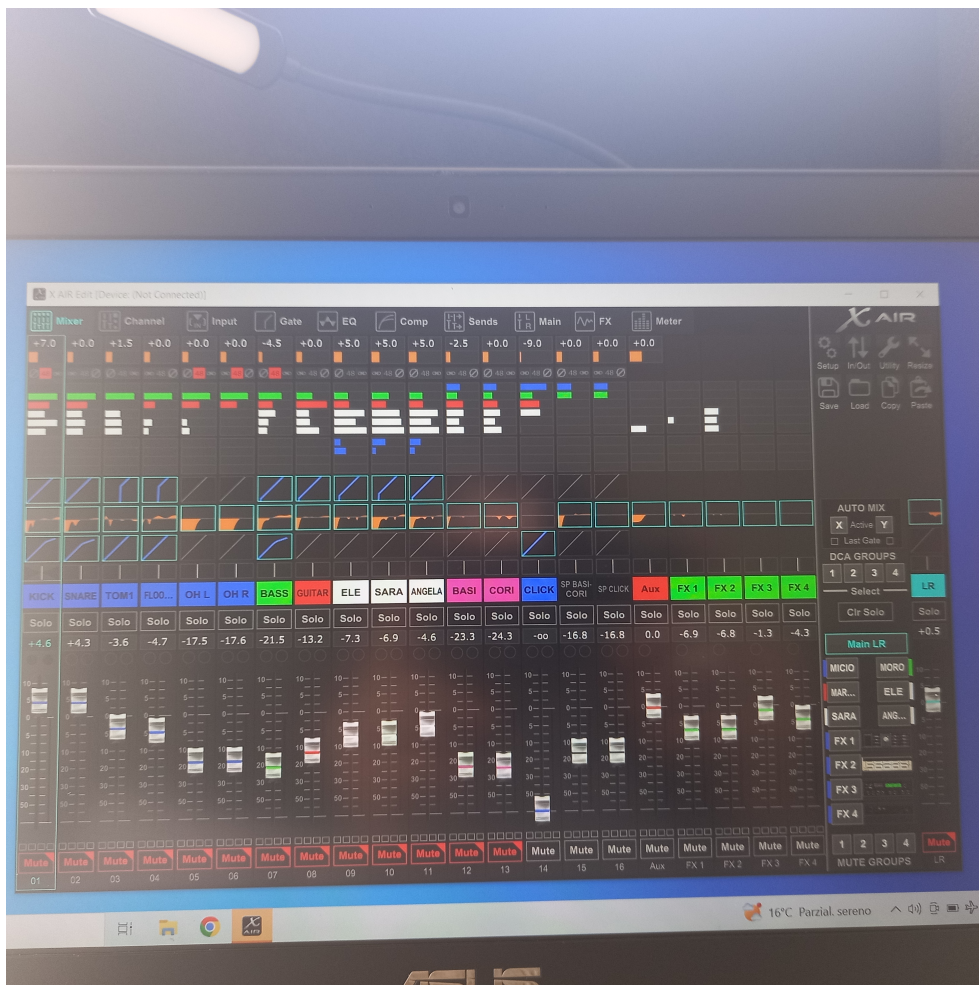 X AIR Edit [Device: (Not Connected)]
Mixer Channel Input Gate EQ Comp Sends Main FX Meter
X AIR
+7.0 +0.0 +1.5 +0.0 +0.0 +0.0 -4.5 +0.0 +5.0 +5.0 +5.0 -2.5 +0.0 -9.0 +0.0 +0.0 +0.0
Setup In/Out Utility Resize
Save Load Copy Paste
AUTO MIX
X Active Y
Last Gate
DCA GROUPS
1 2 3 4
Select
Clr Solo
KICK SNARE TOM1 FLOO... OH L OH R BASS GUITAR ELE SARA ANGELA BASI CORI CLICK SP BASI-CORI SP CLICK Aux FX 1 FX 2 FX 3 FX 4 LR
Solo Solo Solo Solo Solo Solo Solo Solo Solo Solo Solo Solo Solo Solo Solo Solo Solo Solo Solo Solo Solo Solo
+4.6 +4.3 -3.6 -4.7 -17.5 -17.6 -21.5 -13.2 -7.3 -6.9 -4.6 -23.3 -24.3 -oo -16.8 -16.8 0.0 -6.9 -6.8 -1.3 -4.3 +0.5
Main LR
MICIO MORO
MAR... ELE
SARA ANG...
FX 1
FX 2
FX 3
FX 4
10
5
0
5
10
20
30
50
Mute Mute Mute Mute Mute Mute Mute Mute Mute Mute Mute Mute Mute Mute Mute Mute Mute Mute Mute Mute Mute 1 2 3 4 Mute
01 02 03 04 05 06 07 08 09 10 11 12 13 14 15 16 Aux FX 1 FX 2 FX 3 FX 4 MUTE GROUPS LR
X AIR
16°C Parzial. sereno